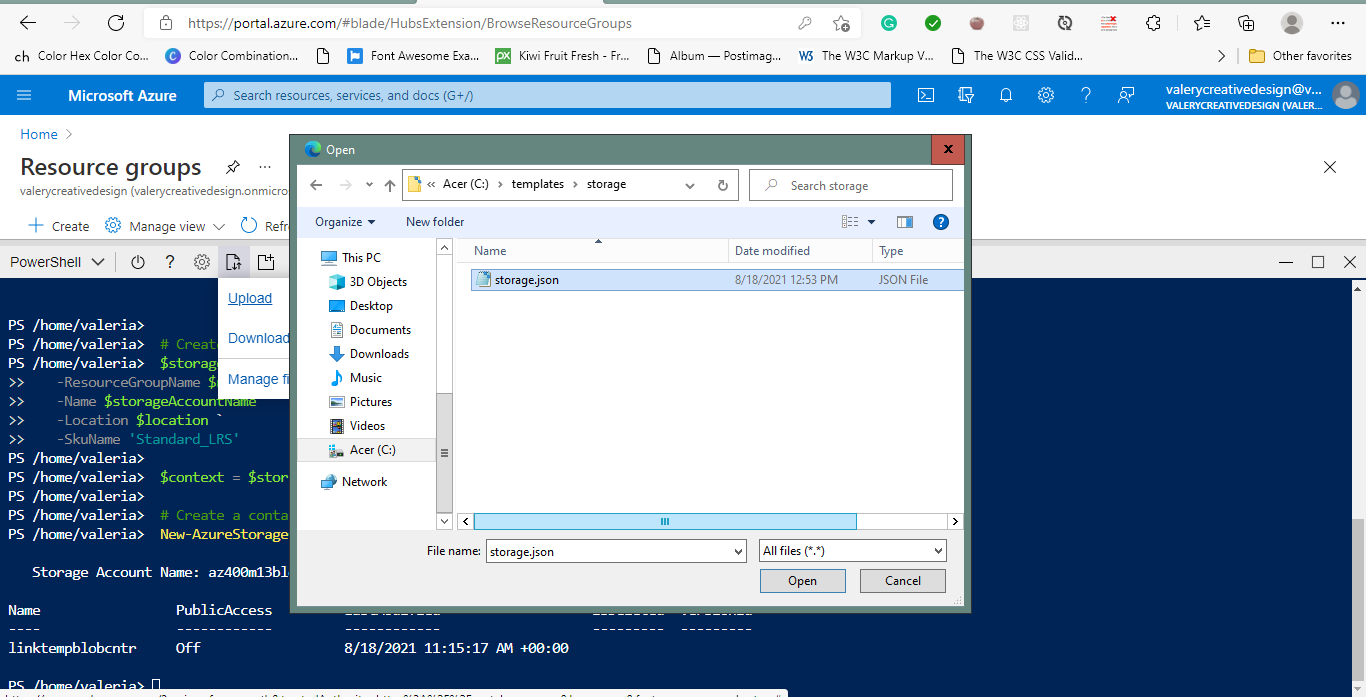 https://portal.azure.com/#blade/HubsExtension/BrowseResourceGroups
ch Color Hex Color Co... Color Combination... Font Awesome Exa... px Kiwi Fruit Fresh - Fr... Album — Postimag... W3 The W3C Markup V... The W3C CSS Valid... Other favorites
Microsoft Azure
Search resources, services, and docs (G+/)
valerycreativedesign@v...
VALERYCREATIVEDESIGN (VALER...
Home >
Resource groups
valerycreativedesign (valerycreativedesign.onmicros
Create Manage view Refr
PowerShell
Upload
Download
Manage fi
PS /home/valeria>
PS /home/valeria> # Creat
PS /home/valeria> $storag
>> -ResourceGroupName $
>> -Name $storageAccountName
>> -Location $location `
>> -SkuName 'Standard_LRS'
PS /home/valeria>
PS /home/valeria> $context = $stor
PS /home/valeria>
PS /home/valeria> # Create a conta
PS /home/valeria> New-AzureStorage
Storage Account Name: az400m13bl
Name PublicAccess
---- ------------ ------------ --------- ---------
linktempblobcntr Off 8/18/2021 11:15:17 AM +00:00
PS /home/valeria>
Open
« Acer (C:) > templates > storage
Search storage
Organize New folder
This PC
3D Objects
Desktop
Documents
Downloads
Music
Pictures
Videos
Acer (C:)
Network
Name Date modified Type
storage.json 8/18/2021 12:53 PM JSON File
File name: storage.json All files (*.*)
Open Cancel